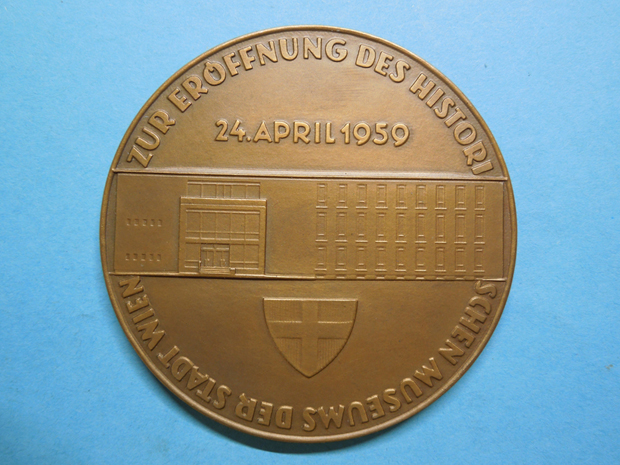 ZUR ERÖFFNUNG DES HISTORI
24. APRIL 1959
SCHEN MUSEUMS DER STADT WIEN